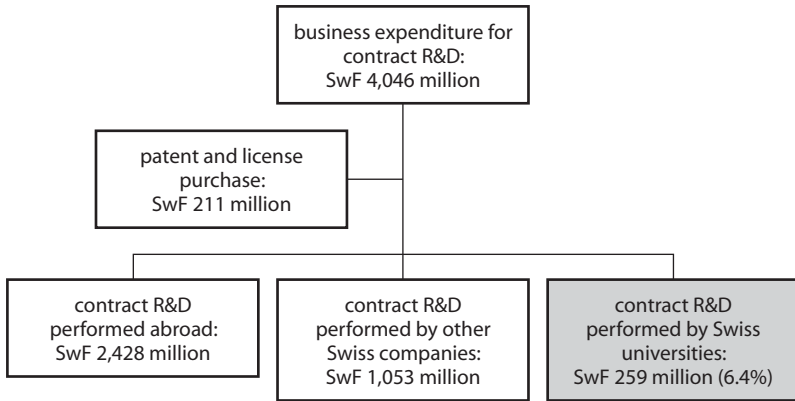 business expenditure for
contract R&D:
SwF 4,046 million
patent and license
purchase:
SwF 211 million
contract R&D
performed abroad:
SwF 2,428 million
contract R&D
performed by other
Swiss companies:
SwF 1,053 million
contract R&D
performed by Swiss
universities:
SwF 259 million (6.4%)